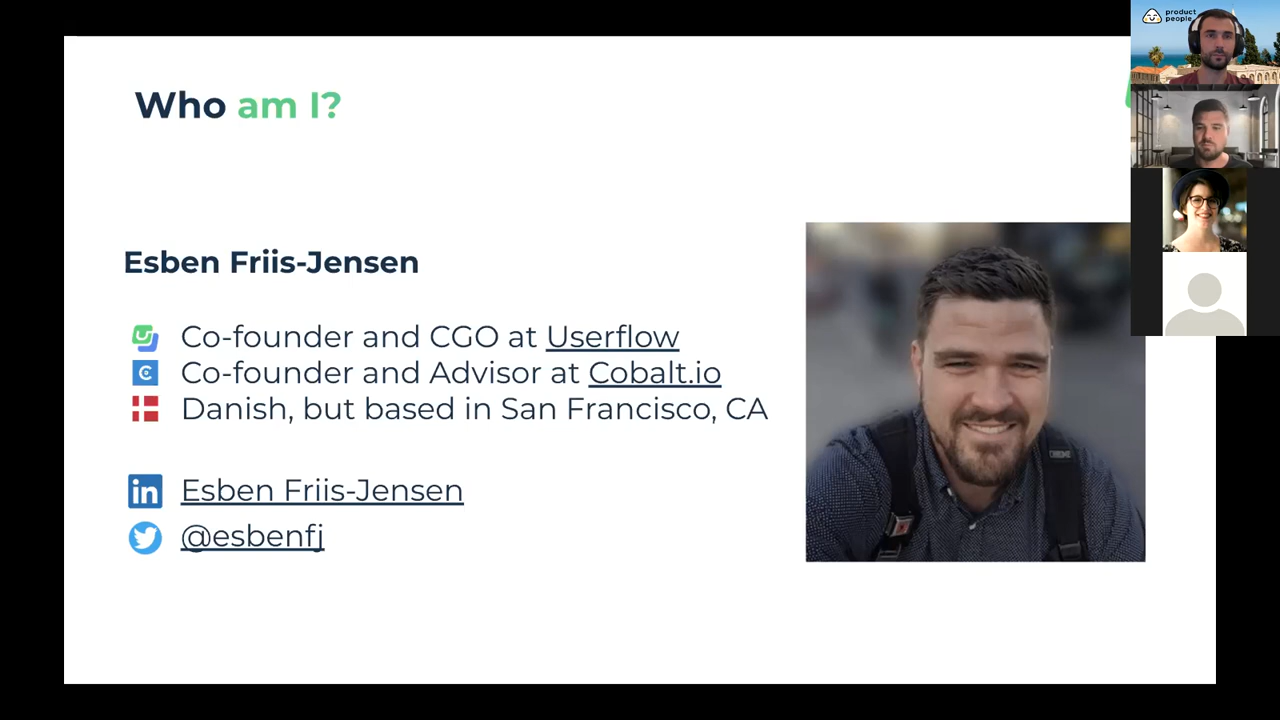 Who am I?
Esben Friis-Jensen
Co-founder and CGO at Userflow
Co-founder and Advisor at Cobalt.io
Danish, but based in San Francisco, CA
in Esben Friis-Jensen
@esbenfj
product
people